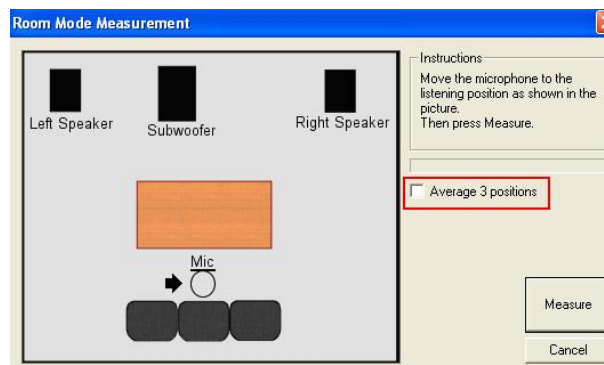 Room Mode Measurement
Left Speaker
Subwoofer
Right Speaker
Mic
Instructions
Move the microphone to the
listening position as shown in the
picture.
Then press Measure.
Average 3 positions
Measure
Cancel